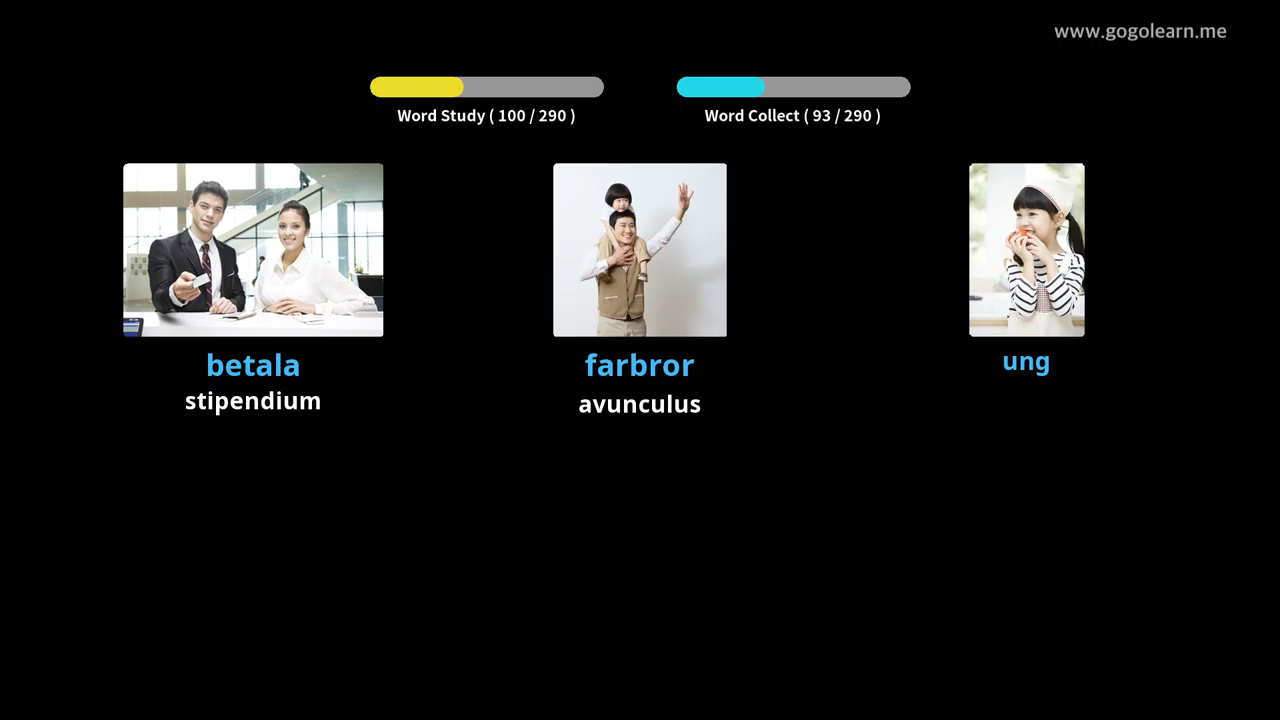 www.gogolearn.me
Word Study ( 100 / 290 )
Word Collect ( 93 / 290 )
betala
stipendium
farbror
avunculus
ung